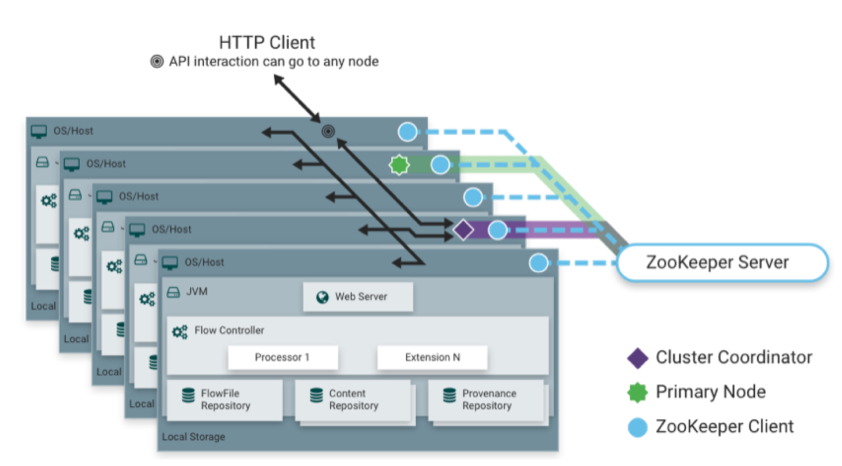 HTTP Client
API interaction can go to any node
OS/Host
OS/Host
OS/Host
OS/Host
OS/Host
JVM
Web Server
Flow Controller
Processor 1
Extension N
FlowFile
Repository
Content
Repository
Provenance
Repository
Local
Local
Local
Local
Local Storage
ZooKeeper Server
Cluster Coordinator
Primary Node
ZooKeeper Client